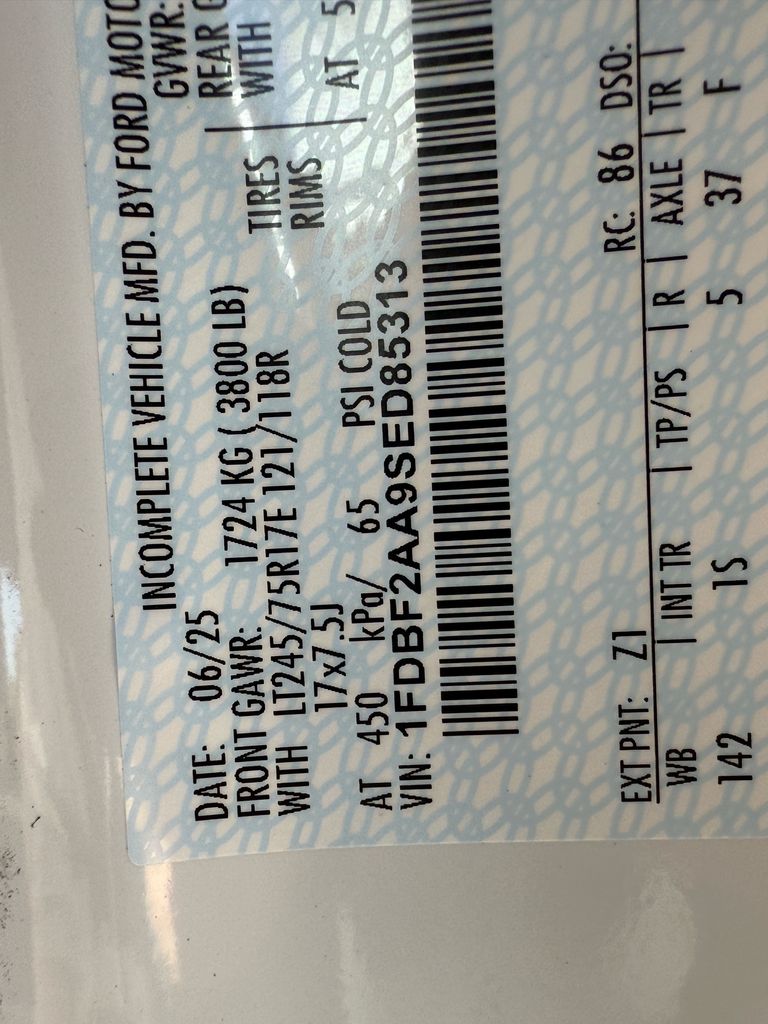 INCOMPLETE VEHICLE MFD. BY FORD
DATE: 06/25 GVWR:
FRONT GAWR: 1724 KG ( 3800 LB) REAR
WITH LT245/75R17E 121/118R TIRES WITH
17x7.5J RIMS
AT 450 kPa/ 65 PSI COLD AT 5
VIN: 1FDBF2AA9SED85313
EXT PNT: Z1 RC: 86 DSO:
WB | INT TR | TP/PS | R | AXLE | TR |
142 1S 5 37 F